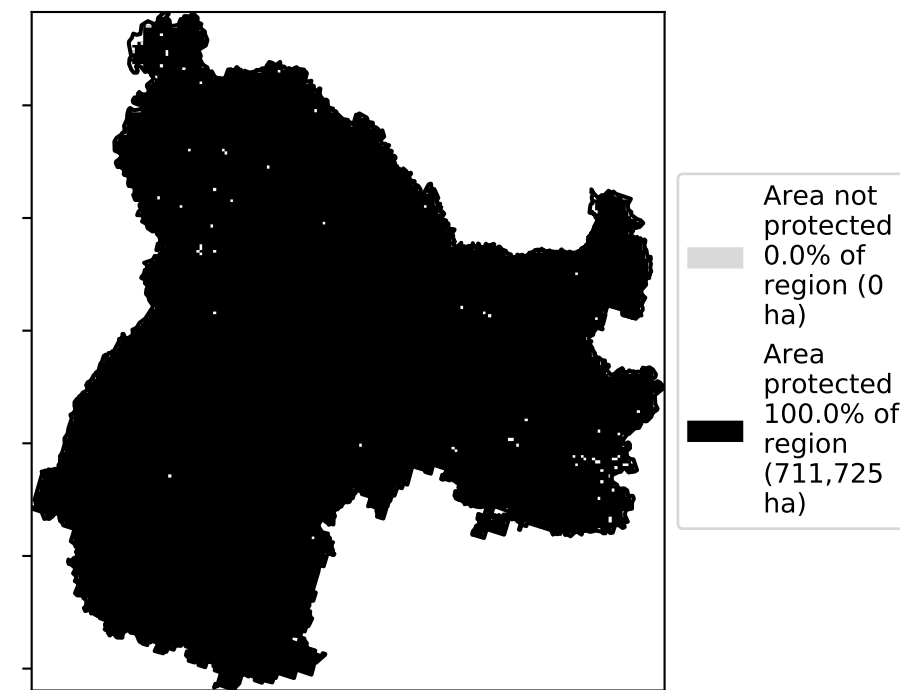 Area not
protected
0.0% of
region (0
ha)
Area
protected
100.0% of
region
(711,725
ha)